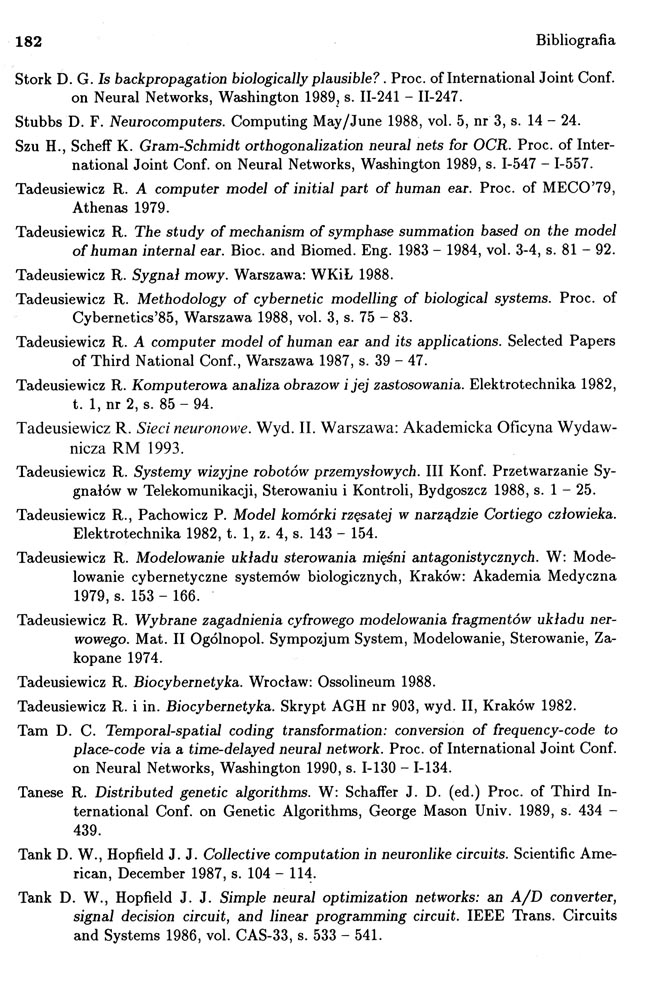 182 Bibliografia
Stork D. G. Is backpropagation biologically plausible? . Proc. of International Joint Conf.
on Neural Networks, Washington 1989, s. II-241 – II-247.
Stubbs D. F. Neurocomputers. Computing May/June 1988, vol. 5, nr 3, s. 14 – 24.
Szu H., Scheff K. Gram-Schmidt orthogonalization neural nets for OCR. Proc. of Inter-
national Joint Conf. on Neural Networks, Washington 1989, s. I-547 – I-557.
Tadeusiewicz R. A computer model of initial part of human ear. Proc. of MECO'79,
Athenas 1979.
Tadeusiewicz R. The study of mechanism of symphase summation based on the model
of human internal ear. Bioc. and Biomed. Eng. 1983 – 1984, vol. 3-4, s. 81 – 92.
Tadeusiewicz R. Sygnał mowy. Warszawa: WKiŁ 1988.
Tadeusiewicz R. Methodology of cybernetic modelling of biological systems. Proc. of
Cybernetics'85, Warszawa 1988, vol. 3, s. 75 – 83.
Tadeusiewicz R. A computer model of human ear and its applications. Selected Papers
of Third National Conf., Warszawa 1987, s. 39 – 47.
Tadeusiewicz R. Komputerowa analiza obrazow i jej zastosowania. Elektrotechnika 1982,
t. 1, nr 2, s. 85 – 94.
Tadeusiewicz R. Sieci neuronowe. Wyd. II. Warszawa: Akademicka Oficyna Wydaw-
nicza RM 1993.
Tadeusiewicz R. Systemy wizyjne robotów przemysłowych. III Konf. Przetwarzanie Sy-
gnałów w Telekomunikacji, Sterowaniu i Kontroli, Bydgoszcz 1988, s. 1 – 25.
Tadeusiewicz R., Pachowicz P. Model komórki rzęsatej w narządzie Cortiego człowieka.
Elektrotechnika 1982, t. 1, z. 4, s. 143 – 154.
Tadeusiewicz R. Modelowanie układu sterowania mięśni antagonistycznych. W: Mode-
lowanie cybernetyczne systemów biologicznych, Kraków: Akademia Medyczna
1979, s. 153 – 166.
Tadeusiewicz R. Wybrane zagadnienia cyfrowego modelowania fragmentów układu ner-
wowego. Mat. II Ogólnopol. Sympozjum System, Modelowanie, Sterowanie, Za-
kopane 1974.
Tadeusiewicz R. Biocybernetyka. Wrocław: Ossolineum 1988.
Tadeusiewicz R. i in. Biocybernetyka. Skrypt AGH nr 903, wyd. II, Kraków 1982.
Tam D. C. Temporal-spatial coding transformation: conversion of frequency-code to
place-code via a time-delayed neural network. Proc. of International Joint Conf.
on Neural Networks, Washington 1990, s. I-130 – I-134.
Tanese R. Distributed genetic algorithms. W: Schaffer J. D. (ed.) Proc. of Third In-
ternational Conf. on Genetic Algorithms, George Mason Univ. 1989, s. 434 –
439.
Tank D. W., Hopfield J. J. Collective computation in neuronlike circuits. Scientific Ame-
rican, December 1987, s. 104 – 114.
Tank D. W., Hopfield J. J. Simple neural optimization networks: an A/D converter,
signal decision circuit, and linear programming circuit. IEEE Trans. Circuits
and Systems 1986, vol. CAS-33, s. 533 – 541.